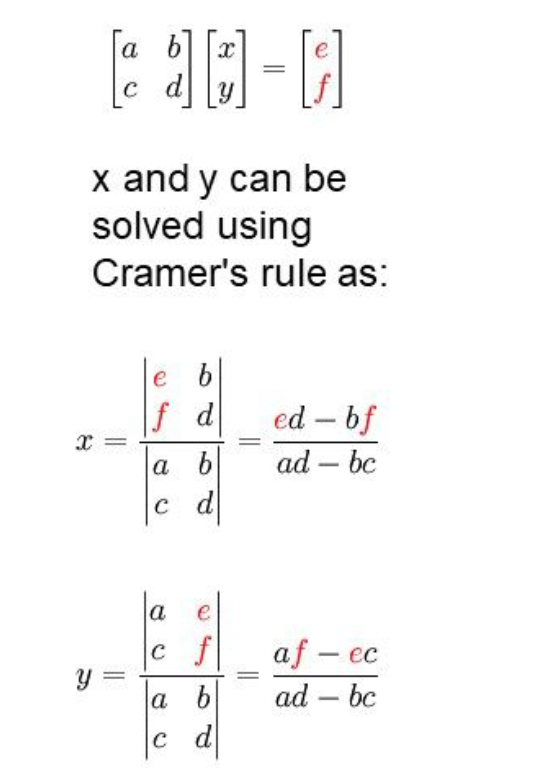 [a b; c d] [x; y] = [e; f]
x and y can be
solved using
Cramer's rule as:
x = |e b; f d| / |a b; c d| = (ed − bf) / (ad − bc)
y = |a e; c f| / |a b; c d| = (af − ec) / (ad − bc)